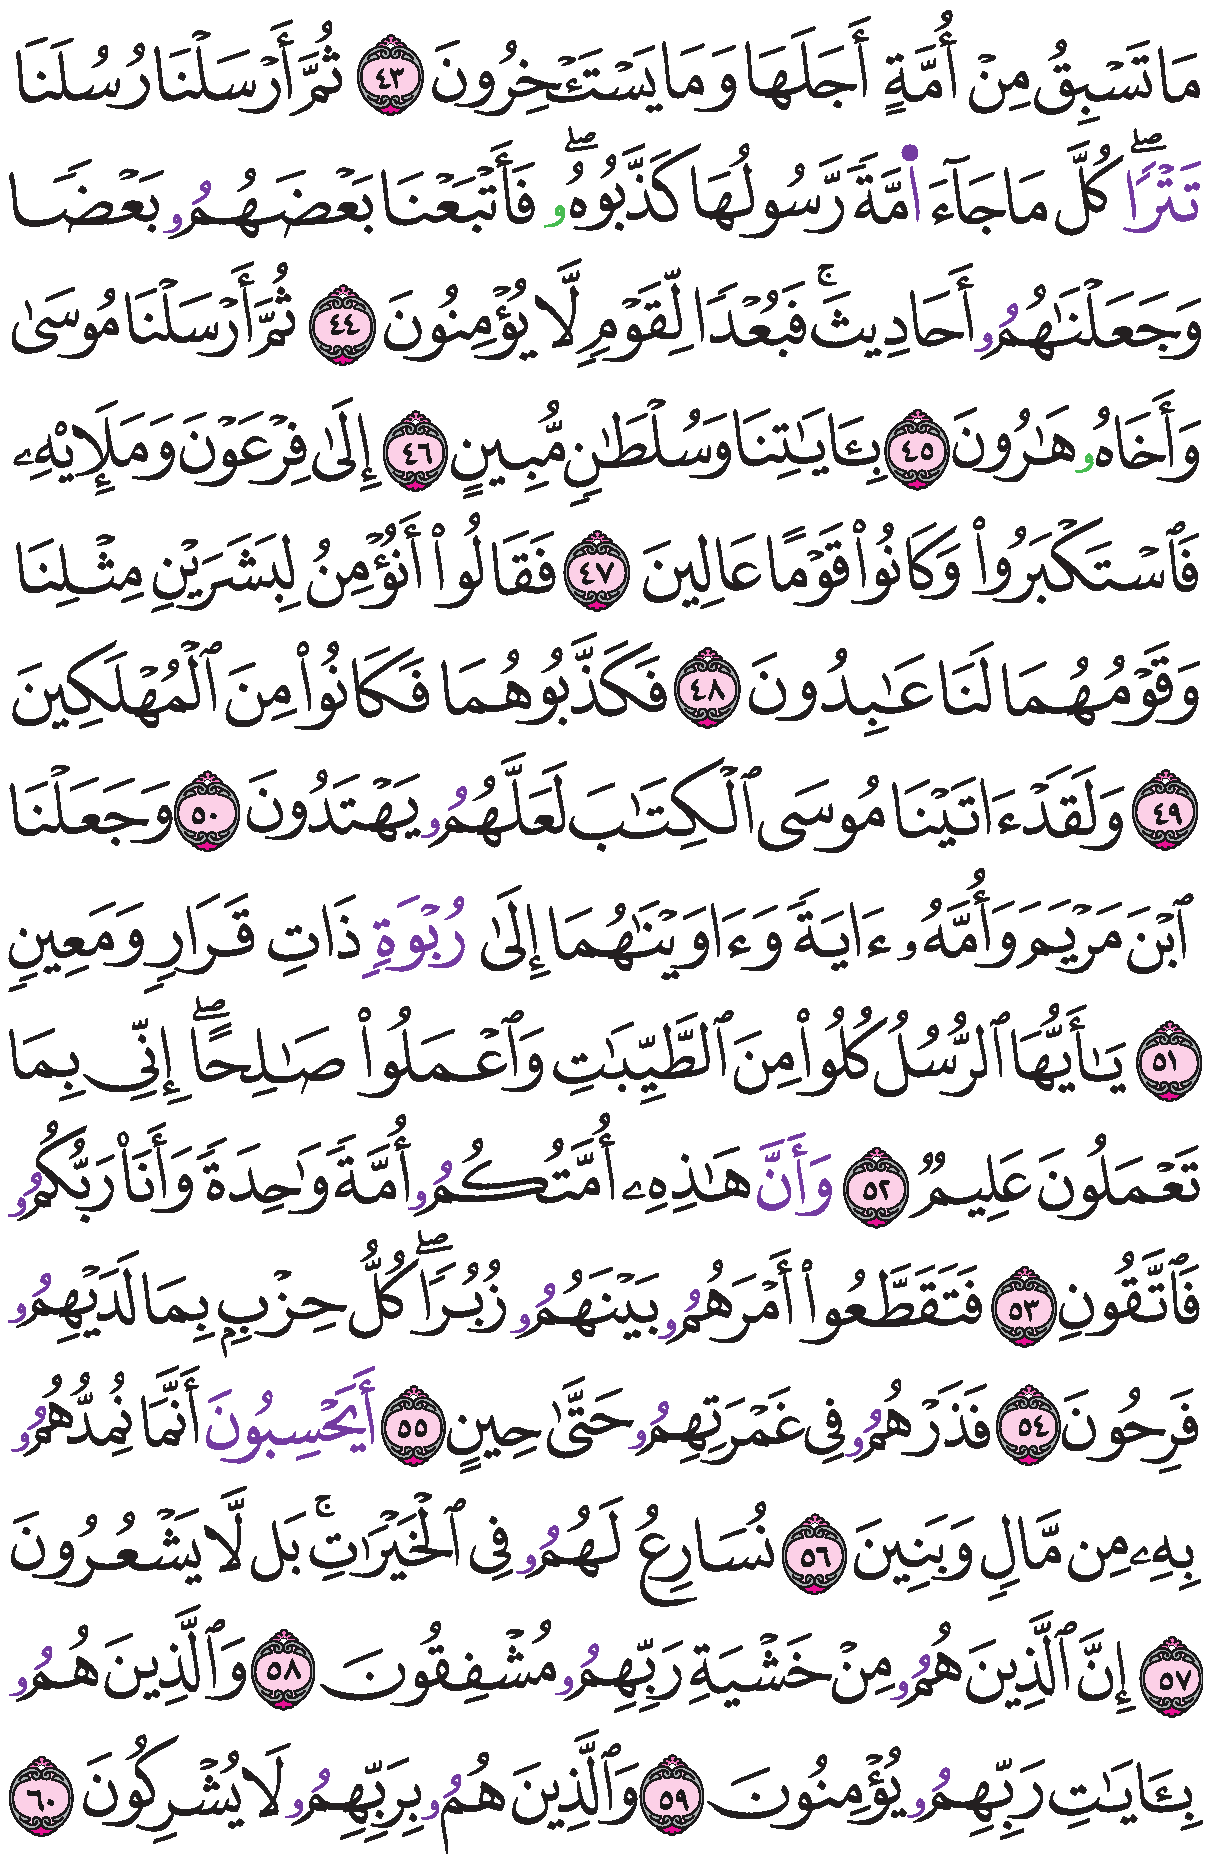 مَا تَسْبِقُ مِنْ أُمَّةٍ أَجَلَهَا وَمَا يَسْتَـْٔخِرُونَ ٤٣ ثُمَّ أَرْسَلْنَا رُسُلَنَا
تَتْرًاۖ كُلَّ مَا جَآءَ اُ۬مَّةً رَّسُولُهَا كَذَّبُوهُۥۖ فَأَتْبَعْنَا بَعْضَهُمُۥ بَعْضًا
وَجَعَلْنَٰهُمُۥ أَحَادِيثَۚ فَبُعْدًا لِّقَوْمٍ لَّا يُؤْمِنُونَ ٤٤ ثُمَّ أَرْسَلْنَا مُوسَىٰ
وَأَخَاهُۥ هَٰرُونَ ٤٥ بِـَٔايَٰتِنَا وَسُلْطَٰنٍ مُّبِينٍ ٤٦ إِلَىٰ فِرْعَوْنَ وَمَلَإِيْهِۦ
فَٱسْتَكْبَرُوا۟ وَكَانُوا۟ قَوْمًا عَالِينَ ٤٧ فَقَالُوٓا۟ أَنُؤْمِنُ لِبَشَرَيْنِ مِثْلِنَا
وَقَوْمُهُمَا لَنَا عَٰبِدُونَ ٤٨ فَكَذَّبُوهُمَا فَكَانُوا۟ مِنَ ٱلْمُهْلَكِينَ
٤٩ وَلَقَدْ ءَاتَيْنَا مُوسَى ٱلْكِتَٰبَ لَعَلَّهُمُۥ يَهْتَدُونَ ٥٠ وَجَعَلْنَا
ٱبْنَ مَرْيَمَ وَأُمَّهُۥ ءَايَةً وَءَاوَيْنَٰهُمَا إِلَىٰ رُبْوَةٍ ذَاتِ قَرَارٍ وَمَعِينٍ
٥١ يَٰأَيُّهَا ٱلرُّسُلُ كُلُوا۟ مِنَ ٱلطَّيِّبَٰتِ وَٱعْمَلُوا۟ صَٰلِحًاۖ إِنِّي بِمَا
تَعْمَلُونَ عَلِيمٌ ٥٢ وَأَنَّ هَٰذِهِۦ أُمَّتُكُمُۥ أُمَّةً وَٰحِدَةً وَأَنَا۠ رَبُّكُمُۥ
فَٱتَّقُونِ ٥٣ فَتَقَطَّعُوا۟ أَمْرَهُمُۥ بَيْنَهُمُۥ زُبُرًاۖ كُلُّ حِزْبٍۭ بِمَا لَدَيْهِمُۥ
فَرِحُونَ ٥٤ فَذَرْهُمُۥ فِي غَمْرَتِهِمُۥ حَتَّىٰ حِينٍ ٥٥ أَيَحْسِبُونَ أَنَّمَا نُمِدُّهُمُۥ
بِهِۦ مِن مَّالٍ وَبَنِينَ ٥٦ نُسَارِعُ لَهُمُۥ فِي ٱلْخَيْرَٰتِۚ بَل لَّا يَشْعُرُونَ
٥٧ إِنَّ ٱلَّذِينَ هُمُۥ مِنْ خَشْيَةِ رَبِّهِمُۥ مُشْفِقُونَ ٥٨ وَٱلَّذِينَ هُمُۥ
بِـَٔايَٰتِ رَبِّهِمُۥ يُؤْمِنُونَ ٥٩ وَٱلَّذِينَ هُمُۥ بِرَبِّهِمُۥ لَا يُشْرِكُونَ ٦٠